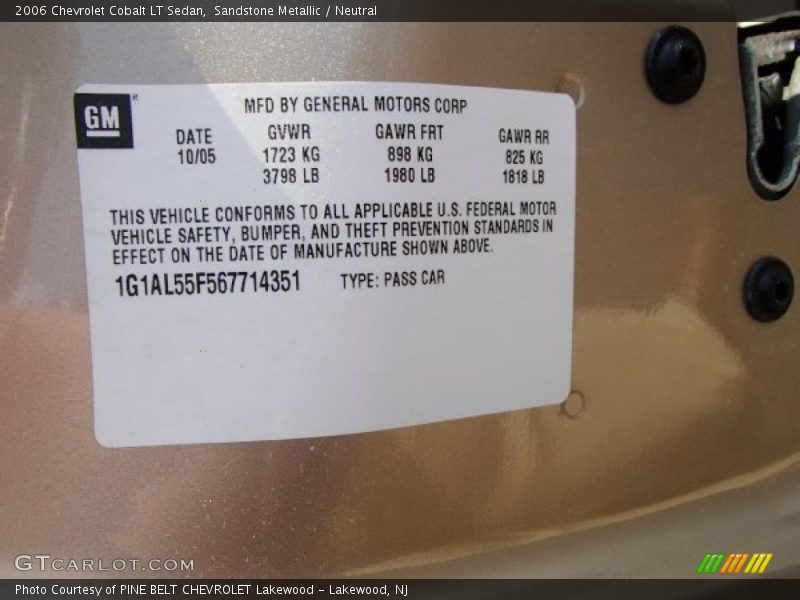 2006 Chevrolet Cobalt LT Sedan, Sandstone Metallic / Neutral
GM
MFD BY GENERAL MOTORS CORP
DATE GVWR GAWR FRT GAWR RR
10/05 1723 KG 898 KG 825 KG
3798 LB 1980 LB 1818 LB
THIS VEHICLE CONFORMS TO ALL APPLICABLE U.S. FEDERAL MOTOR
VEHICLE SAFETY, BUMPER, AND THEFT PREVENTION STANDARDS IN
EFFECT ON THE DATE OF MANUFACTURE SHOWN ABOVE.
1G1AL55F567714351 TYPE: PASS CAR
GTCARLOT.COM
Photo Courtesy of PINE BELT CHEVROLET Lakewood - Lakewood, NJ